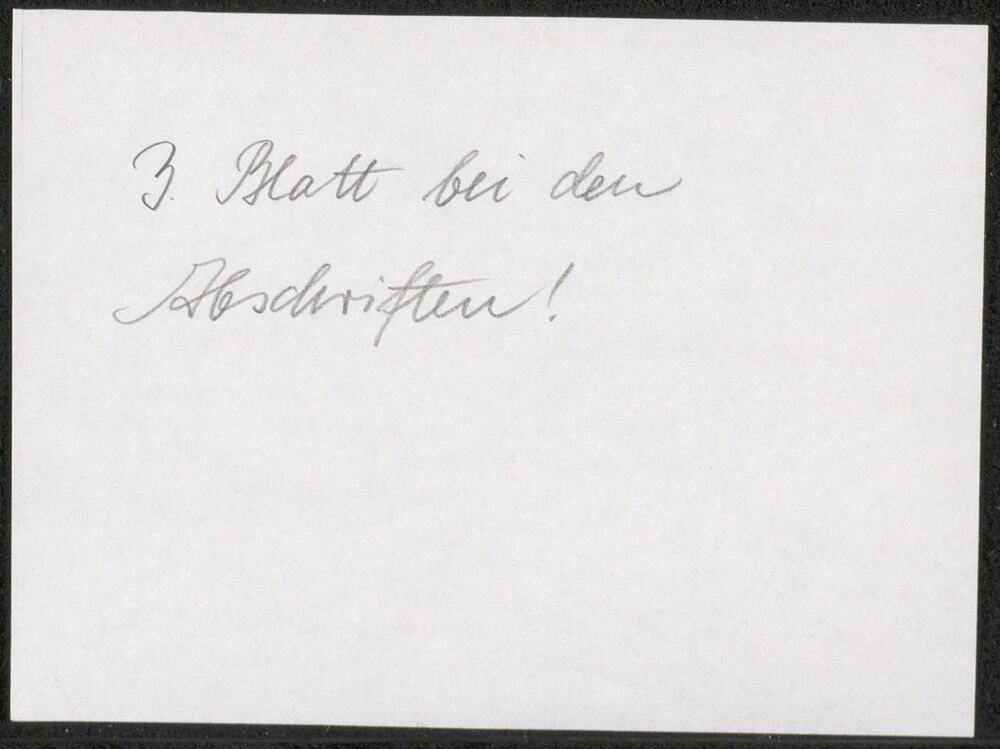 3. Blatt bei den
Abschriften!